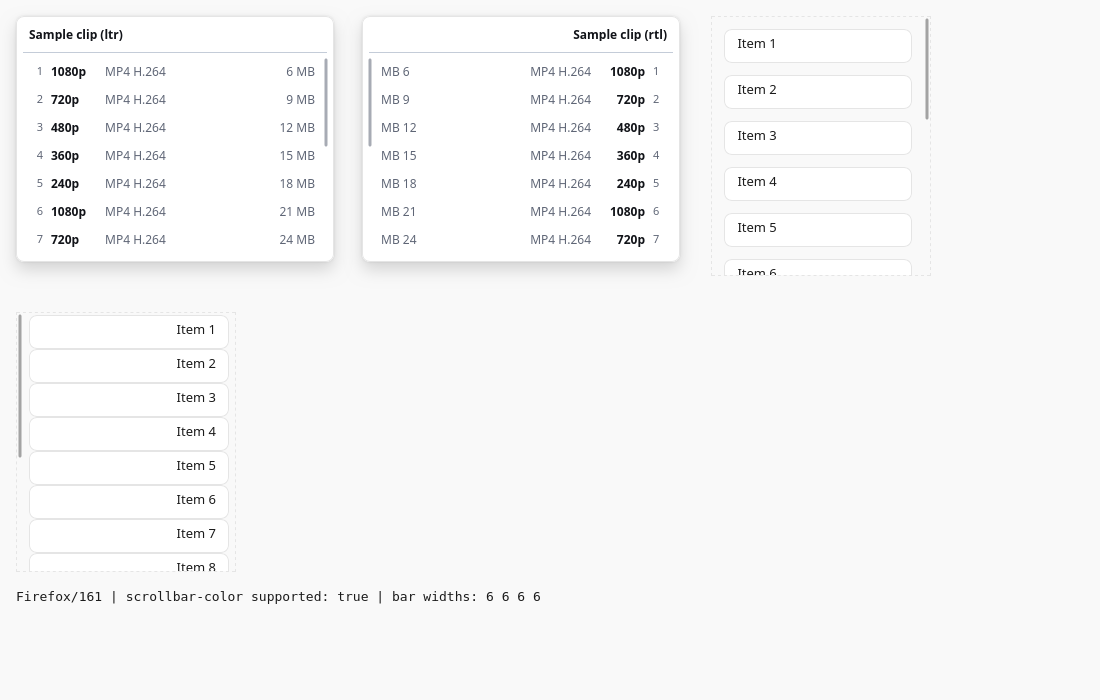 Sample clip (ltr)
1 1080p MP4 H.264 6 MB
2 720p MP4 H.264 9 MB
3 480p MP4 H.264 12 MB
4 360p MP4 H.264 15 MB
5 240p MP4 H.264 18 MB
6 1080p MP4 H.264 21 MB
7 720p MP4 H.264 24 MB
Sample clip (rtl)
MB 6 MP4 H.264 1080p 1
MB 9 MP4 H.264 720p 2
MB 12 MP4 H.264 480p 3
MB 15 MP4 H.264 360p 4
MB 18 MP4 H.264 240p 5
MB 21 MP4 H.264 1080p 6
MB 24 MP4 H.264 720p 7
Item 1
Item 2
Item 3
Item 4
Item 5
Item 6
Item 1
Item 2
Item 3
Item 4
Item 5
Item 6
Item 7
Item 8
Firefox/161 | scrollbar-color supported: true | bar widths: 6 6 6 6